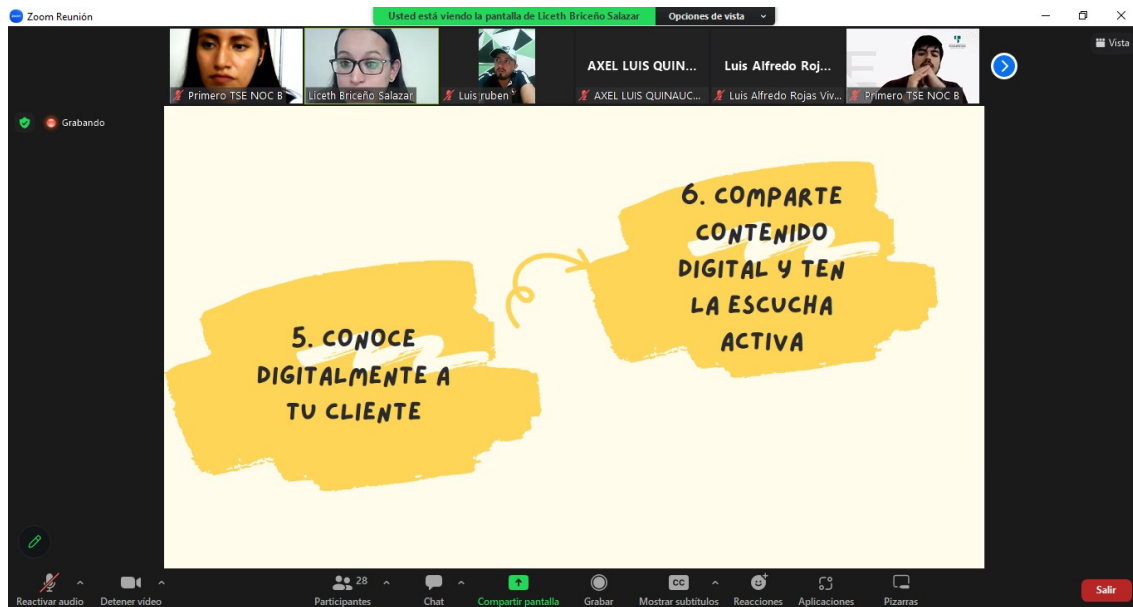 Zoom Reunión
Usted está viendo la pantalla de Liceth Briceño Salazar
Opciones de vista
Vista
AXEL LUIS QUIN...
Luis Alfredo Roj...
Primero TSE NOC B
Liceth Briceño Salazar
Luis ruben
AXEL LUIS QUINAUC...
Luis Alfredo Rojas Viv...
Primero TSE NOC B
Grabando
5. CONOCE
DIGITALMENTE A
TU CLIENTE
6. COMPARTE
CONTENIDO
DIGITAL Y TEN
LA ESCUCHA
ACTIVA
Reactivar audio
Detener video
28
Participantes
Chat
Compartir pantalla
Grabar
CC
Mostrar subtítulos
Reacciones
Aplicaciones
Pizarras
Salir